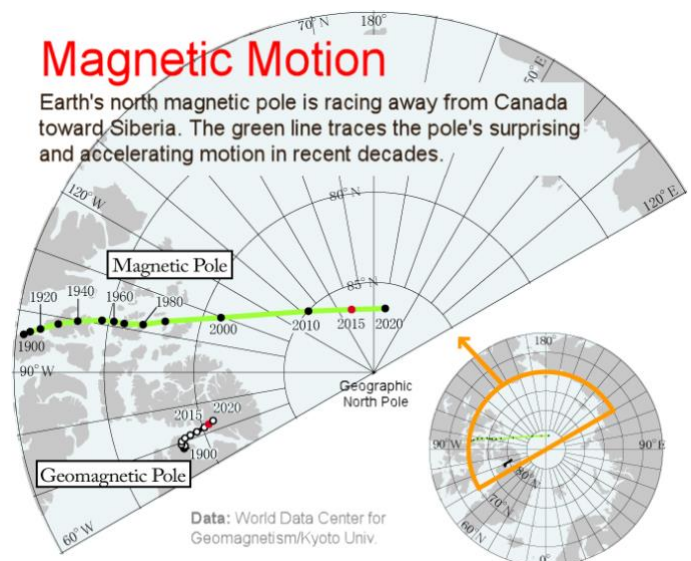 Magnetic Motion
Earth's north magnetic pole is racing away from Canada
toward Siberia. The green line traces the pole's surprising
and accelerating motion in recent decades.
70°N
180°
50°E
120°W
80°N
120°E
Magnetic Pole
1920
1940
1960
1980
85°N
1900
2000
2010
2015
2020
90°W
Geographic
North Pole
2015
2020
1900
Geomagnetic Pole
60°W
Data: World Data Center for
Geomagnetism/Kyoto Univ.
180
90°W
90°E
80°N
70°N
60°N
0°